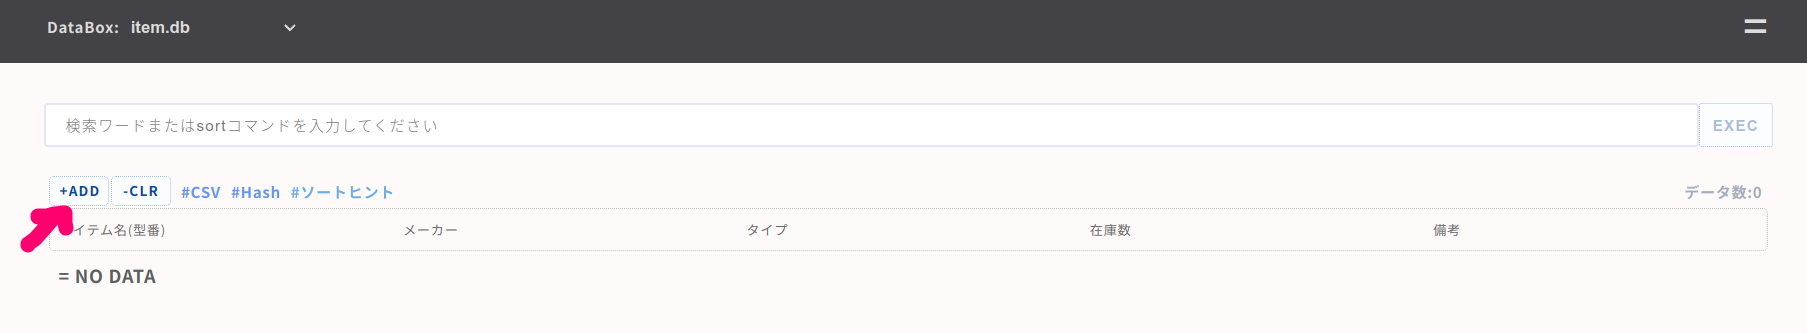 DataBox: item.db
検索ワードまたはsortコマンドを入力してください EXEC
+ADD -CLR #CSV #Hash #ソートヒント データ数:0
イテム名(型番) メーカー タイプ 在庫数 備考
= NO DATA